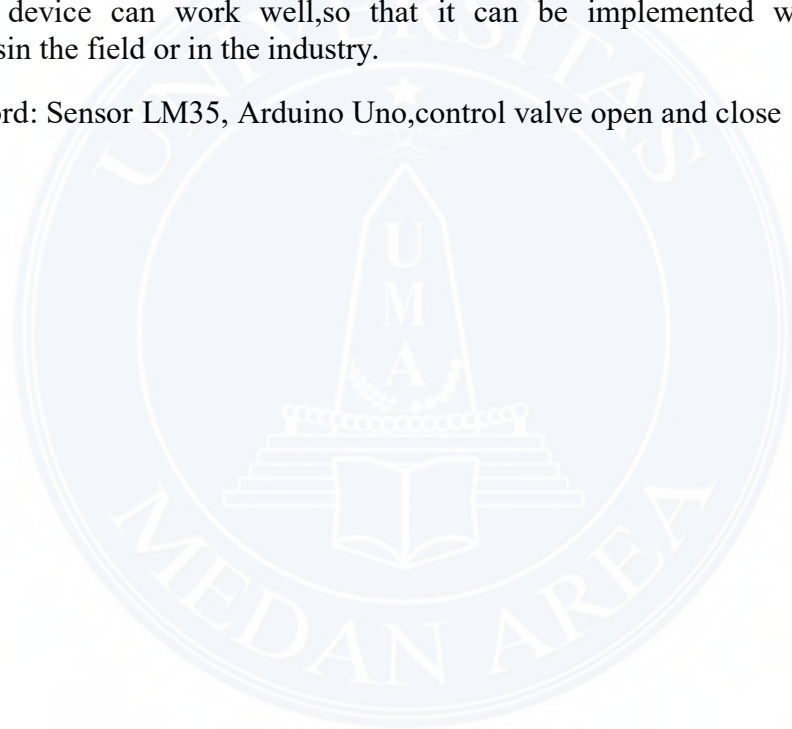 device can work well,so that it can be implemented w
sin the field or in the industry.
ord: Sensor LM35, Arduino Uno,control valve open and close
UNIVERSITAS
U
M
A
MEDAN AREA